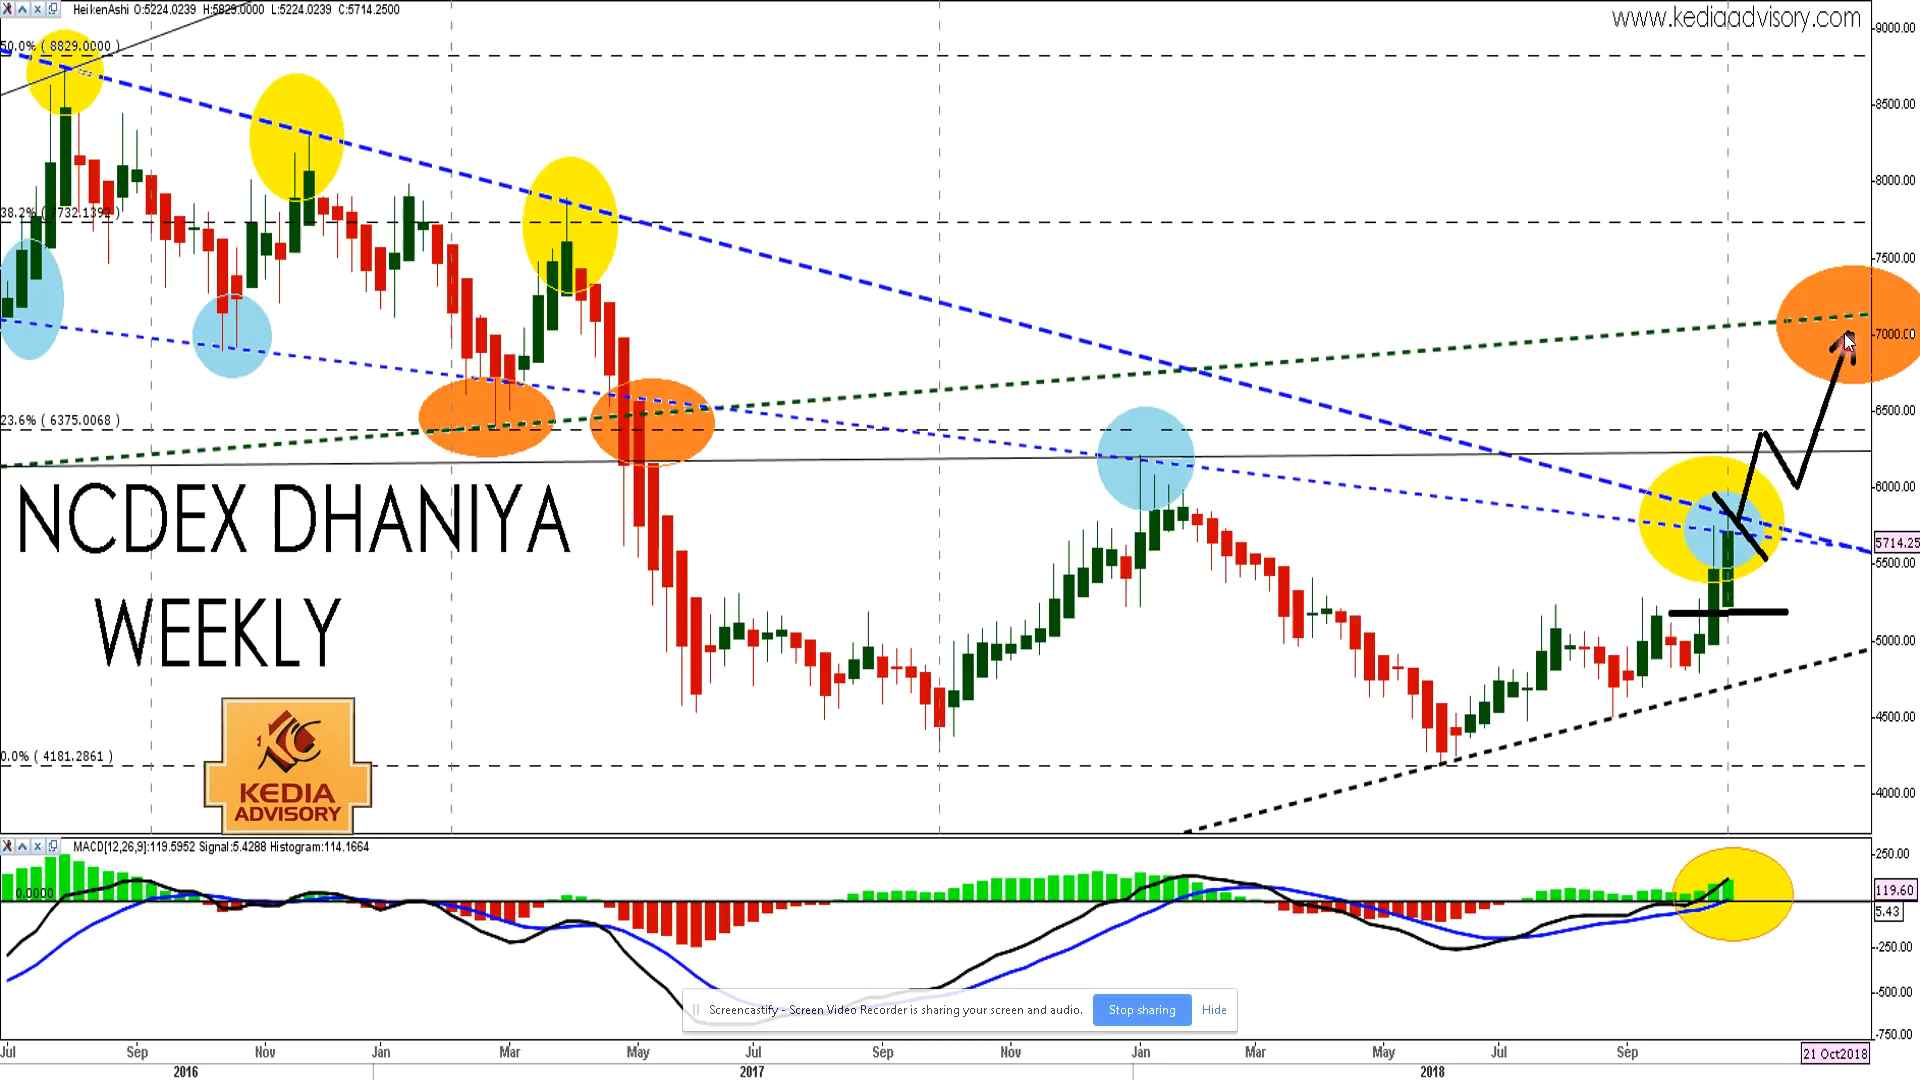 HeikenAshi O:5224.0239 H:5829.0000 L:5224.0239 C:5714.2500
www.kediaadvisory.com
9000.00
50.0% ( 8829.0000 )
8500.00
8000.00
38.2% ( 7732.1392 )
7500.00
7000.00
6500.00
23.6% ( 6375.0068 )
6000.00
NCDEX DHANIYA
5714.25
5500.00
WEEKLY
5000.00
4500.00
0.0% ( 4181.2861 )
4000.00
KEDIA
ADVISORY
MACD[12,26,9]:119.5952 Signal:5.4288 Histogram:114.1664
250.00
0.0000
119.60
5.43
-250.00
-500.00
Screencastify - Screen Video Recorder is sharing your screen and audio. Stop sharing Hide
-750.00
Jul Sep Nov Jan Mar May Jul Sep Nov Jan Mar May Jul Sep 21 Oct2018
2016 2017 2018